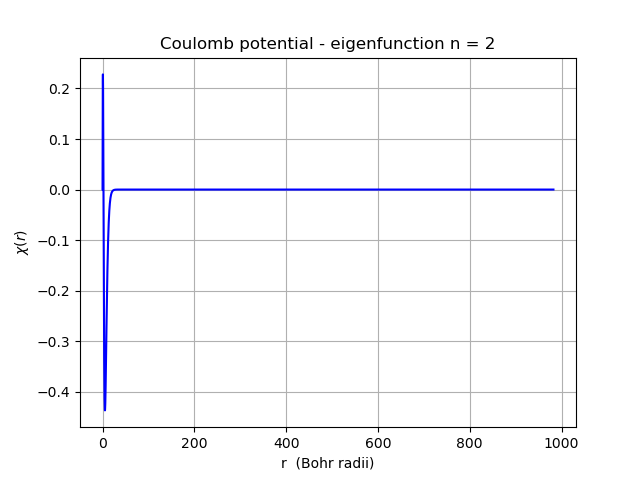 Coulomb potential - eigenfunction n = 2
0.2
0.1
0.0
−0.1
−0.2
−0.3
−0.4
χ(r)
0 200 400 600 800 1000
r (Bohr radii)